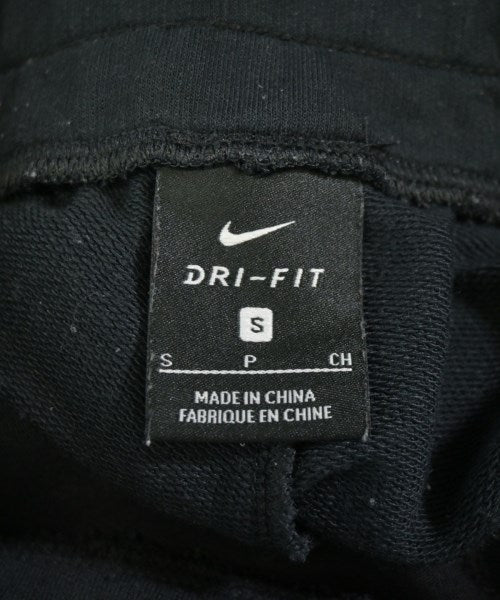 DRI-FIT
S
S P CH
MADE IN CHINA
FABRIQUE EN CHINE